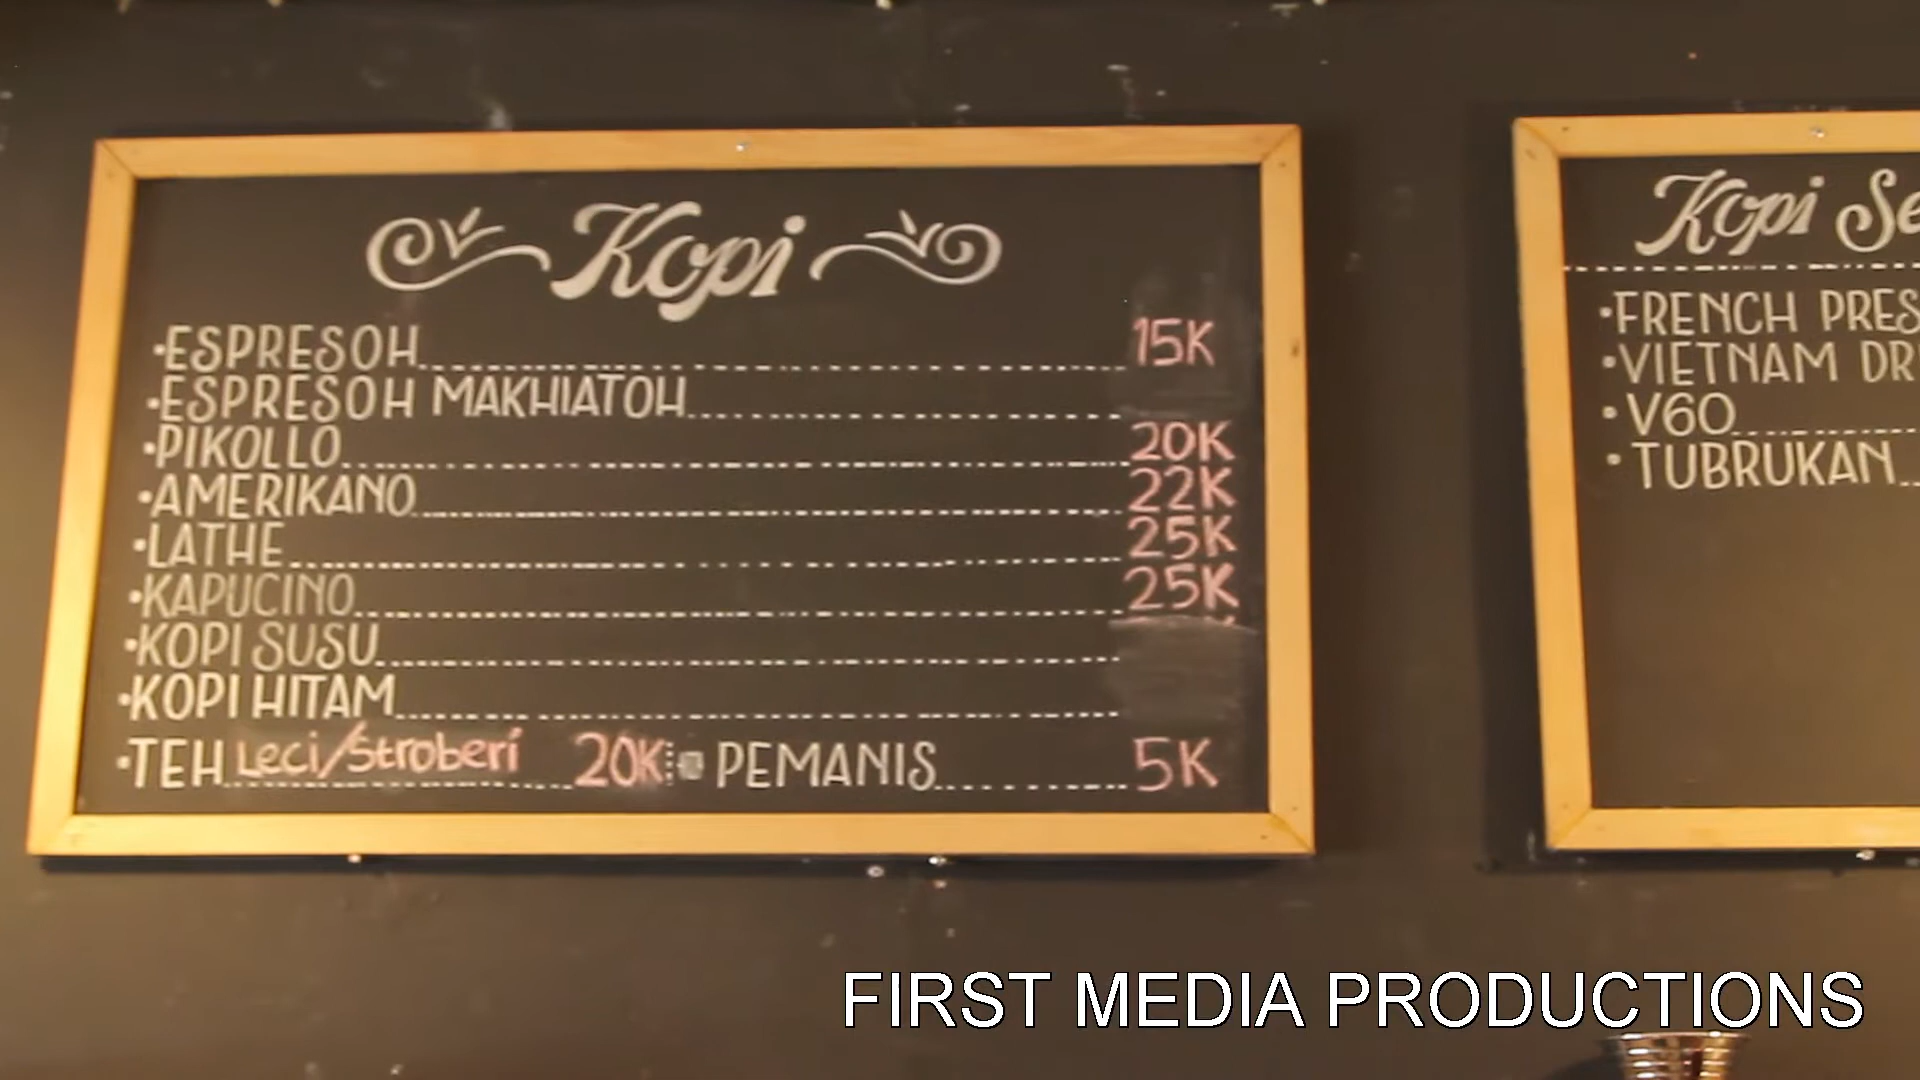 Kopi
•ESPRESOH 15K
•ESPRESOH MAKHIATOH
•PIKOLLO 20K
•AMERIKANO 22K
•LATHE 25K
•KAPUCINO 25K
•KOPI SUSU
•KOPI HITAM
•TEH Leci/Stroberi 20K PEMANIS 5K
Kopi
•FRENCH
•VIETNAM
•V60
•TUBRUKAN
FIRST MEDIA PRODUCTIONS